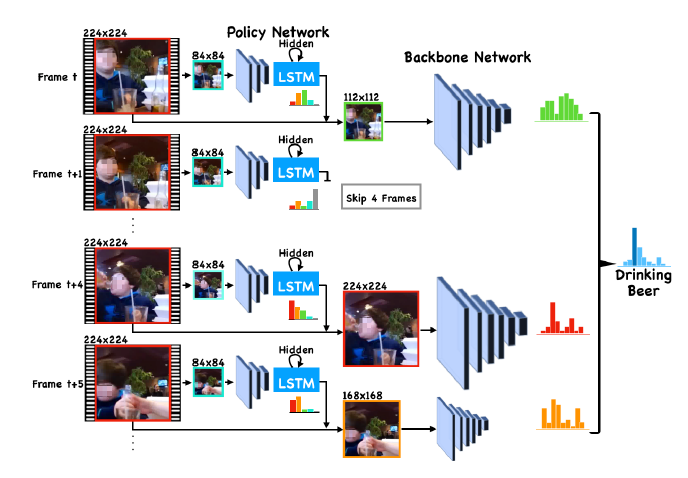 Policy Network
Backbone Network
224x224
84x84
Hidden
Frame t
LSTM
112x112
224x224
84x84
Hidden
Frame t+1
LSTM
Skip 4 Frames
224x224
84x84
Hidden
Frame t+4
LSTM
224x224
Drinking
Beer
224x224
84x84
Hidden
Frame t+5
LSTM
168x168